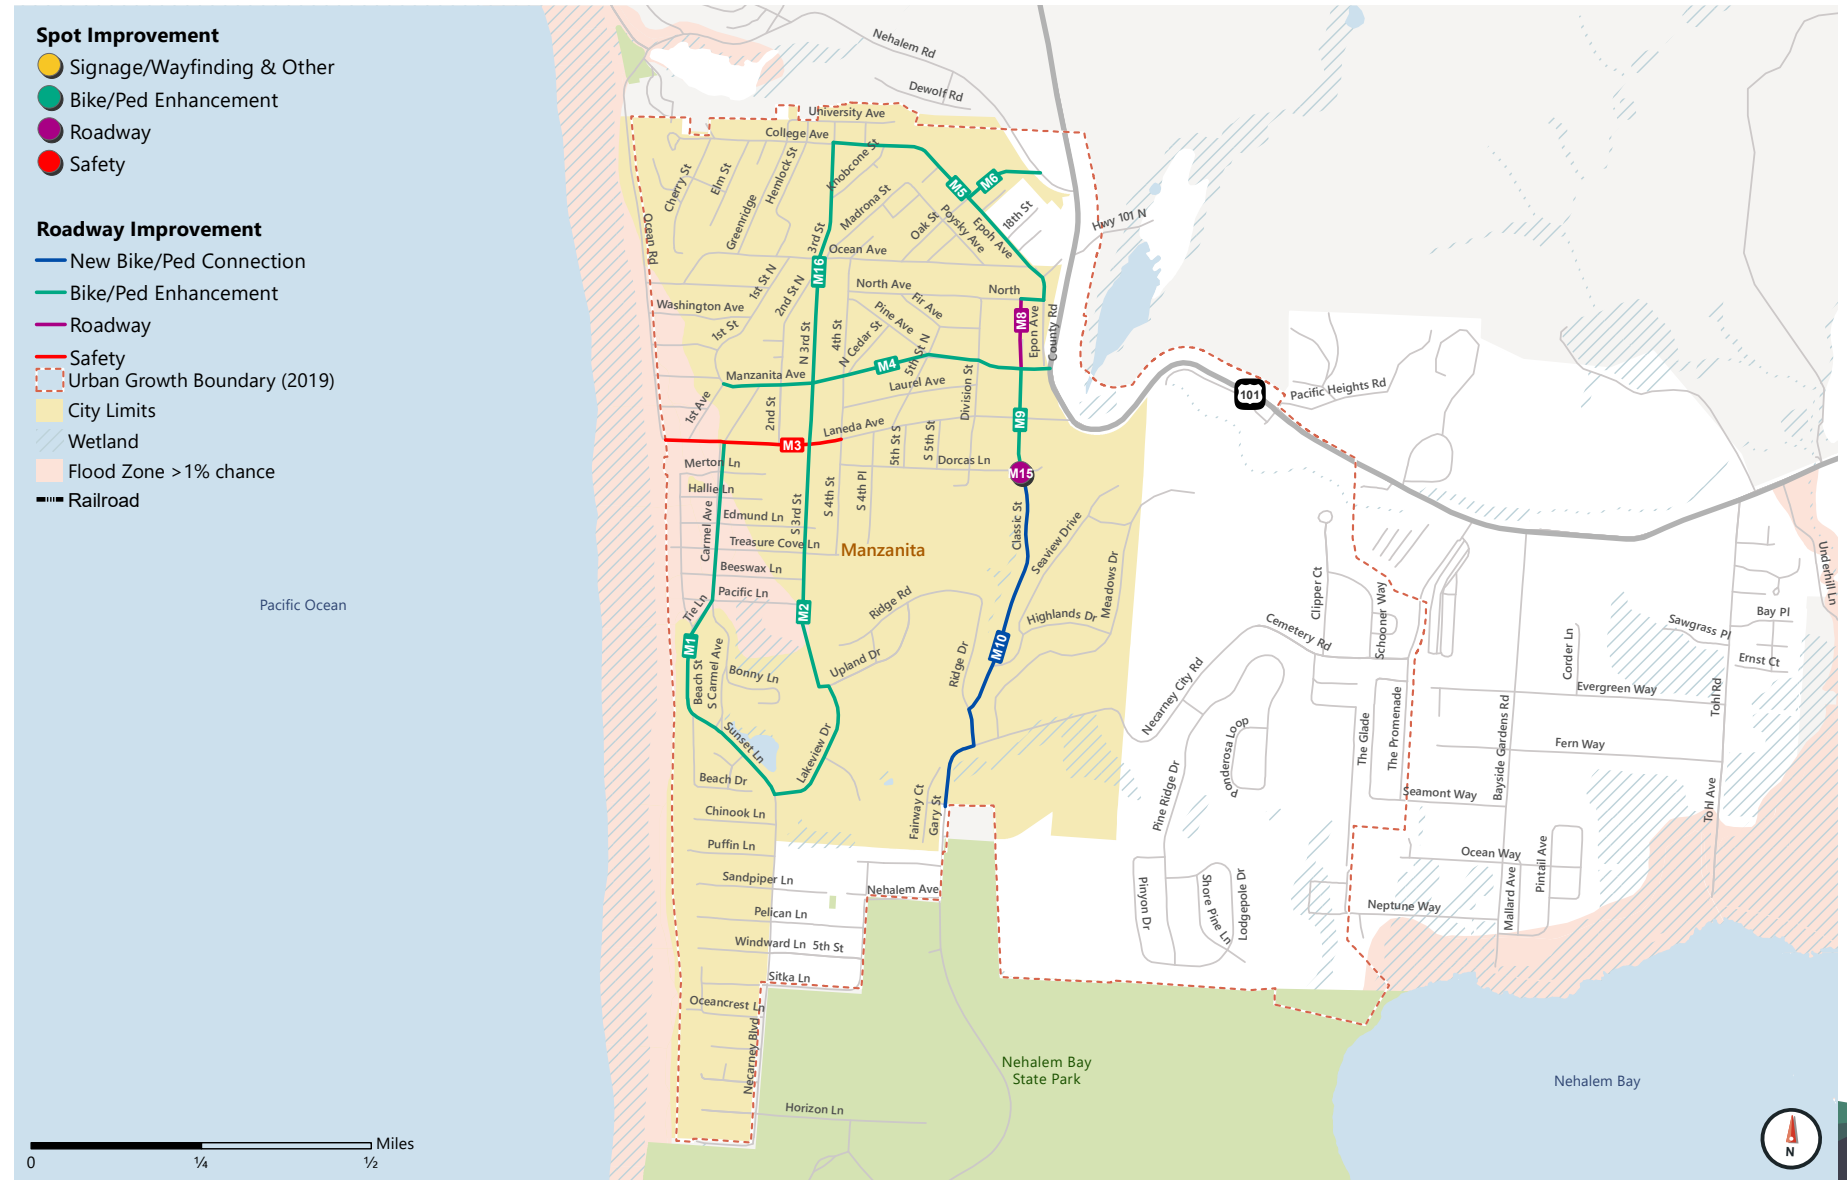 Spot Improvement
Signage/Wayfinding & Other
Bike/Ped Enhancement
Roadway
Safety
Roadway Improvement
New Bike/Ped Connection
Bike/Ped Enhancement
Roadway
Safety
Urban Growth Boundary (2019)
City Limits
Wetland
Flood Zone >1% chance
Railroad
Nehalem Rd
Dewolf Rd
University Ave
College Ave
Knobcone St
Hemlock St
Cherry St
Elm St
Greenridge
Madrona St
M5
M6
18th St
Oak St
Poysky Ave
Epoh Ave
Hwy 101 N
Ocean Rd
3rd St
Ocean Ave
M16
1st St N
2nd St N
North Ave
North
Washington Ave
Fir Ave
Pine Ave
M8
Epon Ave
County Rd
1st St
N 3rd St
4th St
N Cedar St
5th St N
M4
Manzanita Ave
Laurel Ave
Division St
101
Pacific Heights Rd
1st Ave
2nd St
Laneda Ave
M9
M3
5th St S
S 5th St
Merton Ln
Dorcas Ln
M15
Hallie Ln
S 3rd St
S 4th St
S 4th Pl
Edmund Ln
Carmel Ave
Classic St
Seaview Drive
Treasure Cove Ln
Manzanita
Beeswax Ln
Meadows Dr
Pacific Ln
Pacific Ocean
Tie Ln
M2
Ridge Rd
Highlands Dr
Clipper Ct
Schooner Way
Cemetery Rd
Underhill Ln
Bay Pl
Sawgrass Pl
Ernst Ct
Corder Ln
M1
M10
Ridge Dr
Upland Dr
Beach St
S Carmel Ave
Bonny Ln
Necarney City Rd
Evergreen Way
Tohl Rd
Sunset Ln
Lakeview Dr
Ponderosa Loop
The Glade
The Promenade
Bayside Gardens Rd
Fern Way
Beach Dr
Pine Ridge Dr
Seamont Way
Tohl Ave
Chinook Ln
Fairway Ct
Gary St
Puffin Ln
Ocean Way
Pintail Ave
Sandpiper Ln
Nehalem Ave
Pinyon Dr
Shore Pine Ln
Lodgepole Dr
Neptune Way
Mallard Ave
Pelican Ln
Windward Ln
5th St
Sitka Ln
Oceancrest Ln
Necarney Blvd
Nehalem Bay
State Park
Nehalem Bay
Horizon Ln
Miles
0
¼
½
N